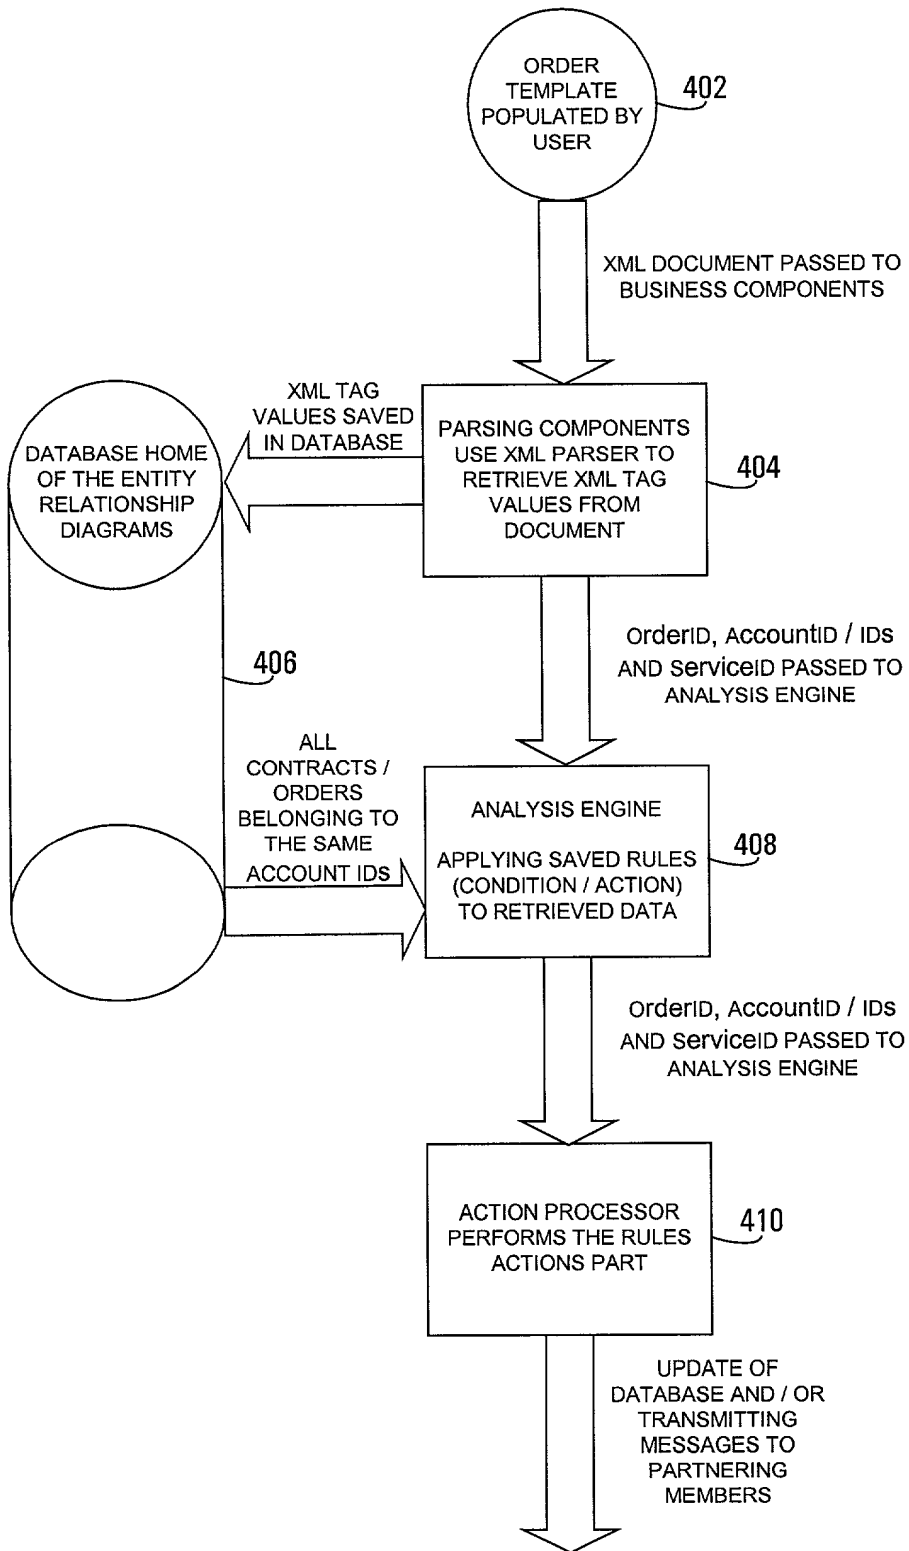 ORDER
TEMPLATE
POPULATED BY
USER
402
XML DOCUMENT PASSED TO
BUSINESS COMPONENTS
XML TAG
VALUES SAVED
IN DATABASE
DATABASE HOME
OF THE ENTITY
RELATIONSHIP
DIAGRAMS
PARSING COMPONENTS
USE XML PARSER TO
RETRIEVE XML TAG
VALUES FROM
DOCUMENT
404
OrderID, AccountID / IDs
AND ServiceID PASSED TO
ANALYSIS ENGINE
406
ALL
CONTRACTS /
ORDERS
BELONGING TO
THE SAME
ACCOUNT IDs
ANALYSIS ENGINE
APPLYING SAVED RULES
(CONDITION / ACTION)
TO RETRIEVED DATA
408
OrderID, AccountID / IDs
AND ServiceID PASSED TO
ANALYSIS ENGINE
ACTION PROCESSOR
PERFORMS THE RULES
ACTIONS PART
410
UPDATE OF
DATABASE AND / OR
TRANSMITTING
MESSAGES TO
PARTNERING
MEMBERS